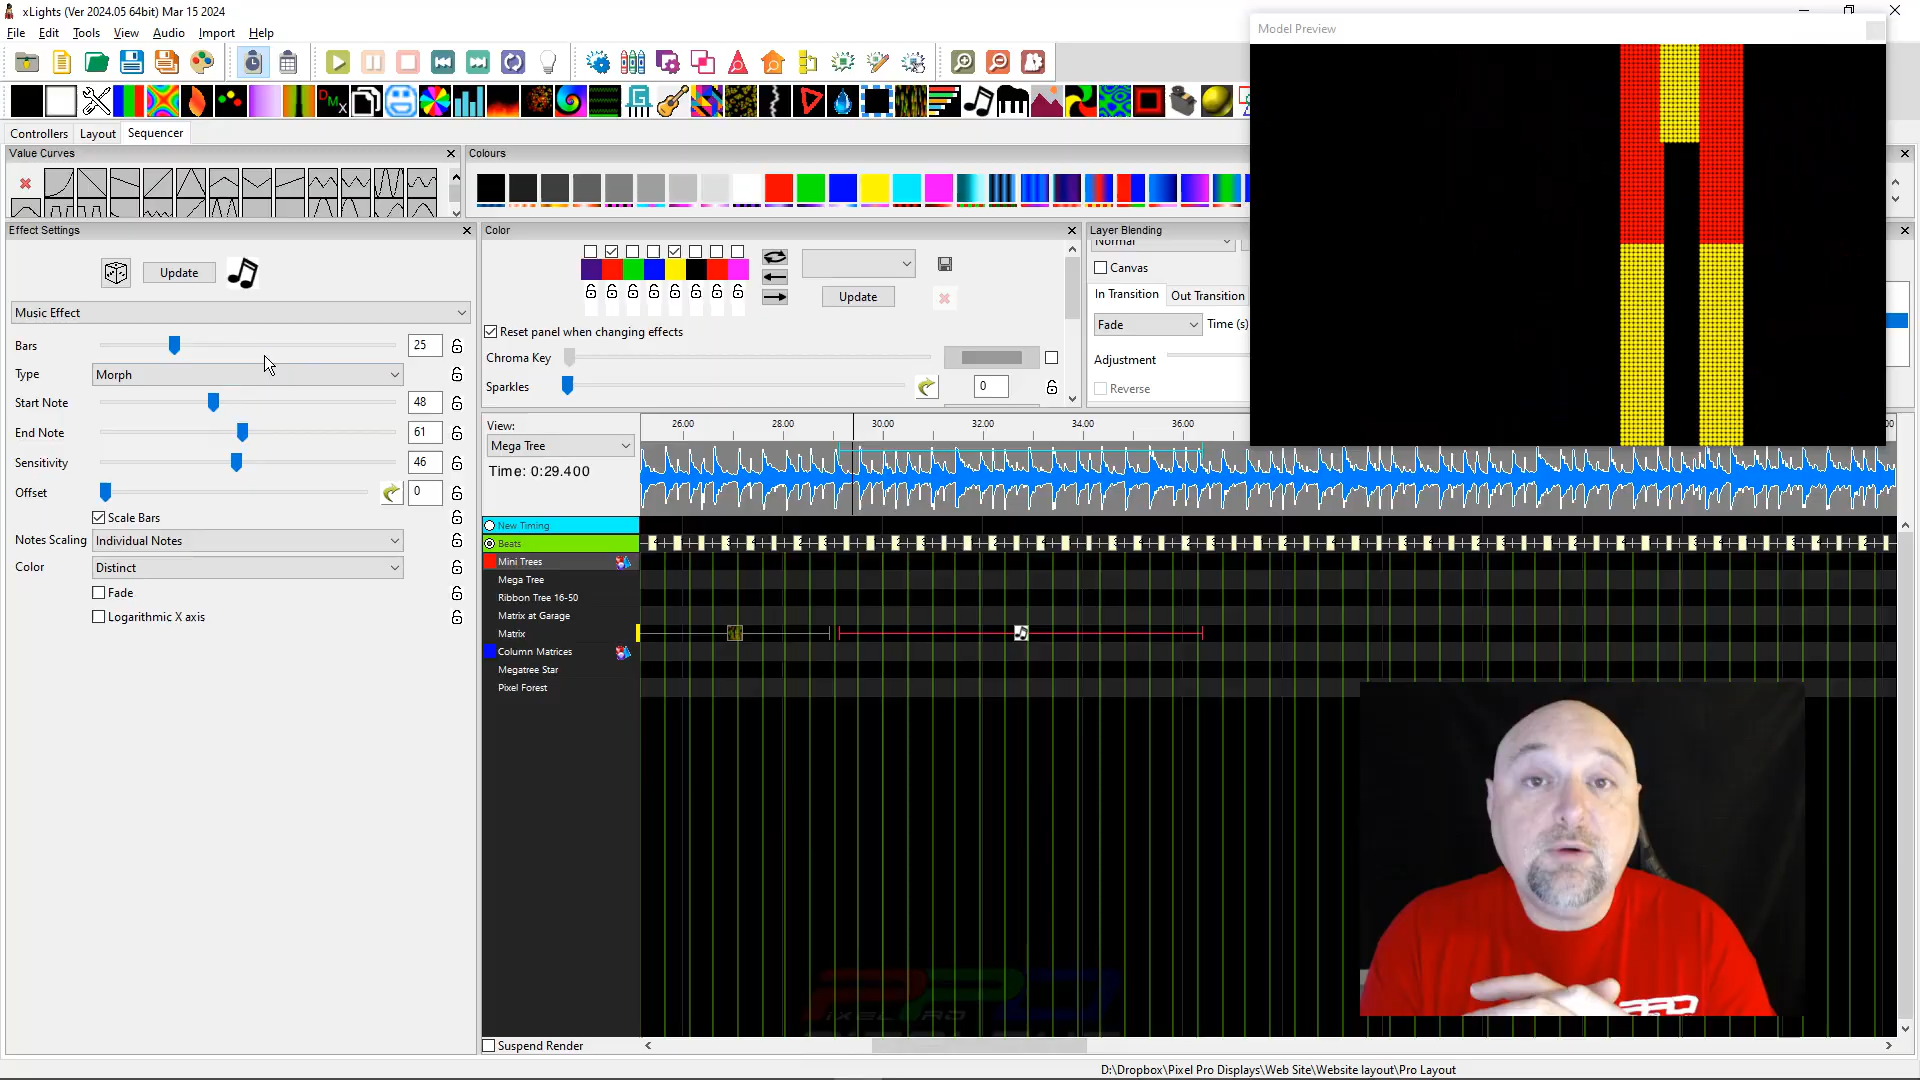 xLights (Ver 2024.05 64bit) Mar 15 2024
File Edit Tools View Audio Import Help
Model Preview
Controllers Layout Sequencer
Value Curves
Colours
Effect Settings
Color
Layer Blending
Update
Update
Normal
Canvas
In Transition Out Transition
Fade Time (s)
Adjustment
Reverse
Music Effect
Bars 25
Type Morph
Start Note 48
End Note 61
Sensitivity 46
Offset 0
Scale Bars
Notes Scaling Individual Notes
Color Distinct
Fade
Logarithmic X axis
Reset panel when changing effects
Chroma Key
Sparkles 0
View:
Mega Tree
Time: 0:29.400
26.00 28.00 30.00 32.00 34.00 36.00
New Timing
Beats
Mini Trees
Mega Tree
Ribbon Tree 16-50
Matrix at Garage
Matrix
Column Matrices
Megatree Star
Pixel Forest
PPD
PIXEL PRO
Suspend Render
D:\Dropbox\Pixel Pro Displays\Web Site\Website layout\Pro Layout